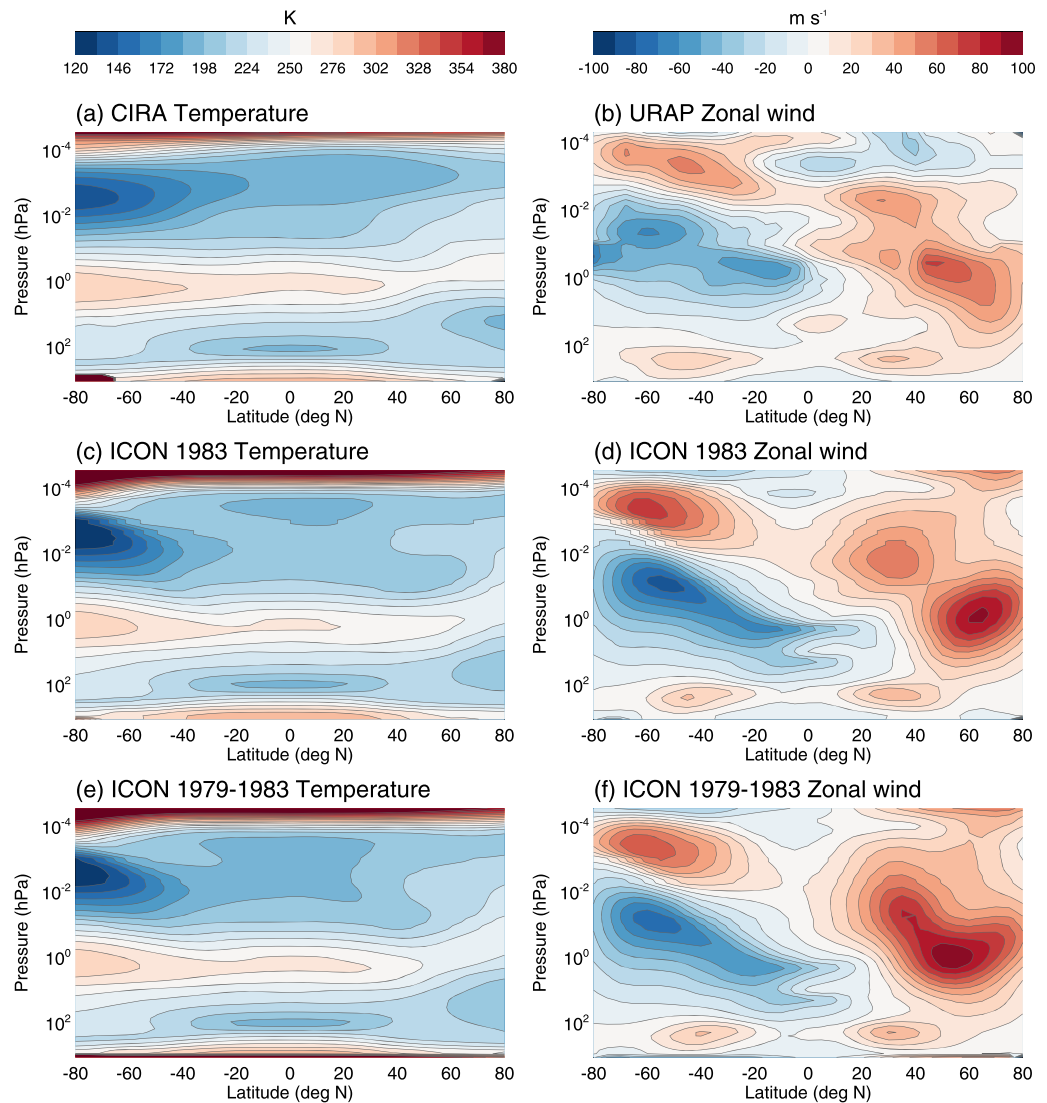 K
m s⁻¹
120 146 172 198 224 250 276 302 328 354 380
-100 -80 -60 -40 -20 0 20 40 60 80 100
(a) CIRA Temperature
(b) URAP Zonal wind
Pressure (hPa)
10⁻⁴
10⁻²
10⁰
10²
-80 -60 -40 -20 0 20 40 60 80
Latitude (deg N)
Pressure (hPa)
10⁻⁴
10⁻²
10⁰
10²
-80 -60 -40 -20 0 20 40 60 80
Latitude (deg N)
(c) ICON 1983 Temperature
(d) ICON 1983 Zonal wind
Pressure (hPa)
10⁻⁴
10⁻²
10⁰
10²
-80 -60 -40 -20 0 20 40 60 80
Latitude (deg N)
Pressure (hPa)
10⁻⁴
10⁻²
10⁰
10²
-80 -60 -40 -20 0 20 40 60 80
Latitude (deg N)
(e) ICON 1979-1983 Temperature
(f) ICON 1979-1983 Zonal wind
Pressure (hPa)
10⁻⁴
10⁻²
10⁰
10²
-80 -60 -40 -20 0 20 40 60 80
Latitude (deg N)
Pressure (hPa)
10⁻⁴
10⁻²
10⁰
10²
-80 -60 -40 -20 0 20 40 60 80
Latitude (deg N)